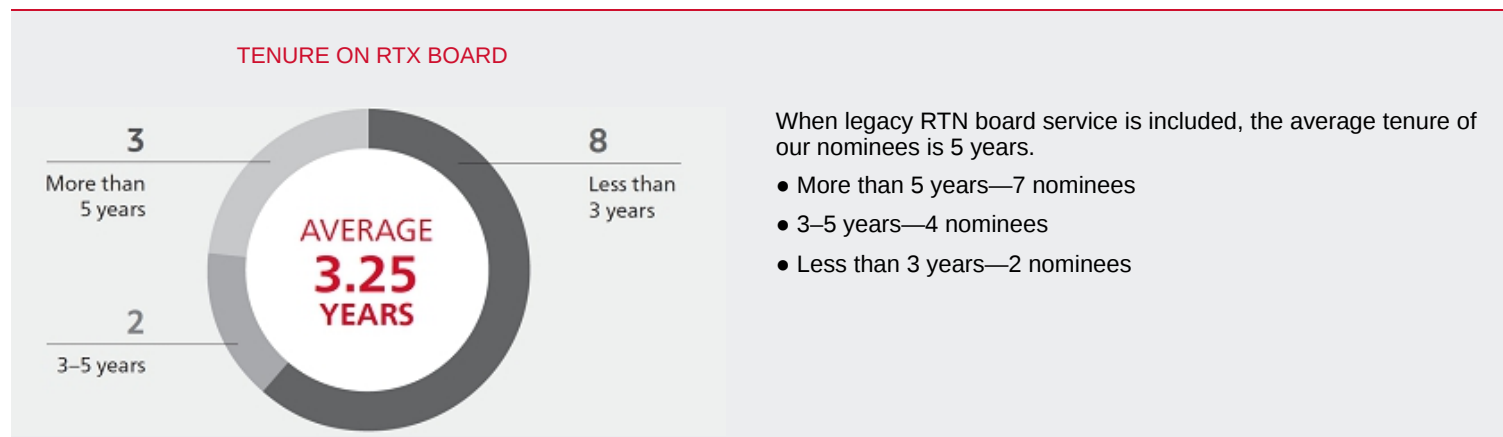 TENURE ON RTX BOARD
3
More than
5 years
8
Less than
3 years
AVERAGE
3.25
YEARS
2
3–5 years
When legacy RTN board service is included, the average tenure of
our nominees is 5 years.
● More than 5 years—7 nominees
● 3–5 years—4 nominees
● Less than 3 years—2 nominees